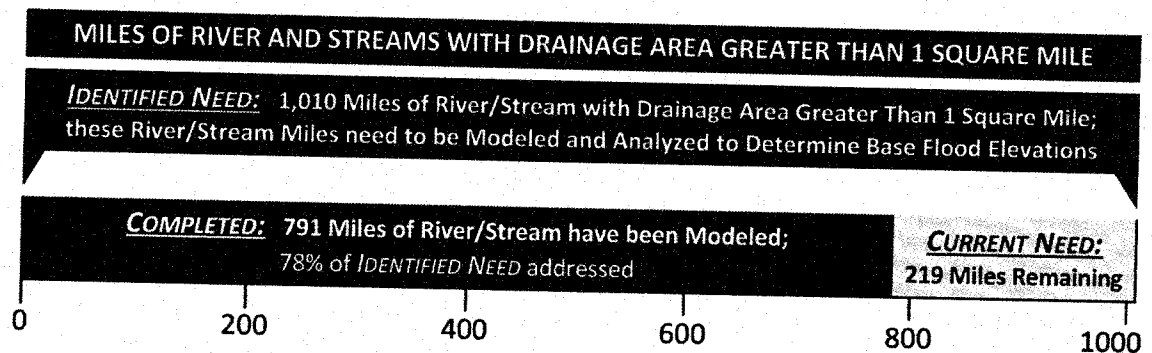 MILES OF RIVER AND STREAMS WITH DRAINAGE AREA GREATER THAN 1 SQUARE MILE
IDENTIFIED NEED: 1,010 Miles of River/Stream with Drainage Area Greater Than 1 Square Mile;
these River/Stream Miles need to be Modeled and Analyzed to Determine Base Flood Elevations
COMPLETED: 791 Miles of River/Stream have been Modeled;
78% of IDENTIFIED NEED addressed
CURRENT NEED:
219 Miles Remaining
0 200 400 600 800 1000